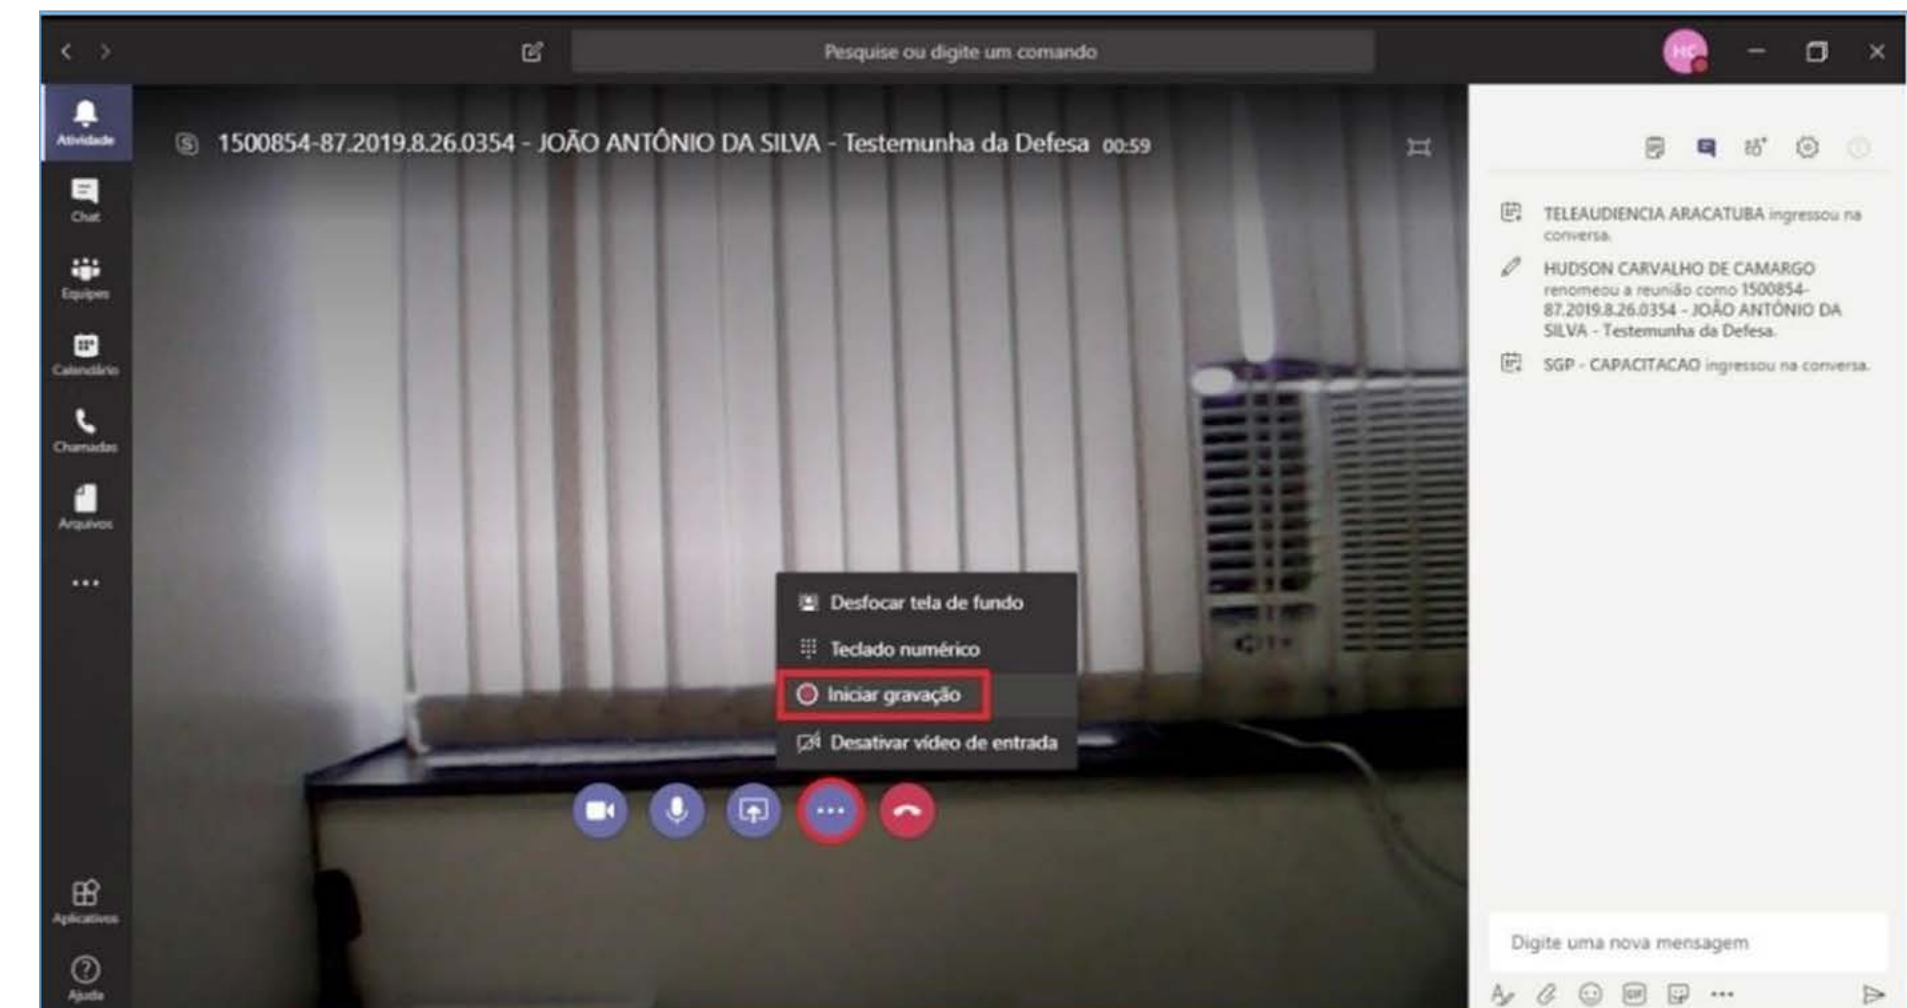 Pesquise ou digite um comando
HC
Atividade
Chat
Equipes
Calendário
Chamadas
Arquivos
Aplicativos
Ajuda
1500854-87.2019.8.26.0354 - JOÃO ANTÔNIO DA SILVA - Testemunha da Defesa 00:59
Desfocar tela de fundo
Teclado numérico
Iniciar gravação
Desativar vídeo de entrada
TELEAUDIENCIA ARACATUBA ingressou na
conversa.
HUDSON CARVALHO DE CAMARGO
renomeou a reunião como 1500854-
87.2019.8.26.0354 - JOÃO ANTÔNIO DA
SILVA - Testemunha da Defesa.
SGP - CAPACITACAO ingressou na conversa.
Digite uma nova mensagem
GIF